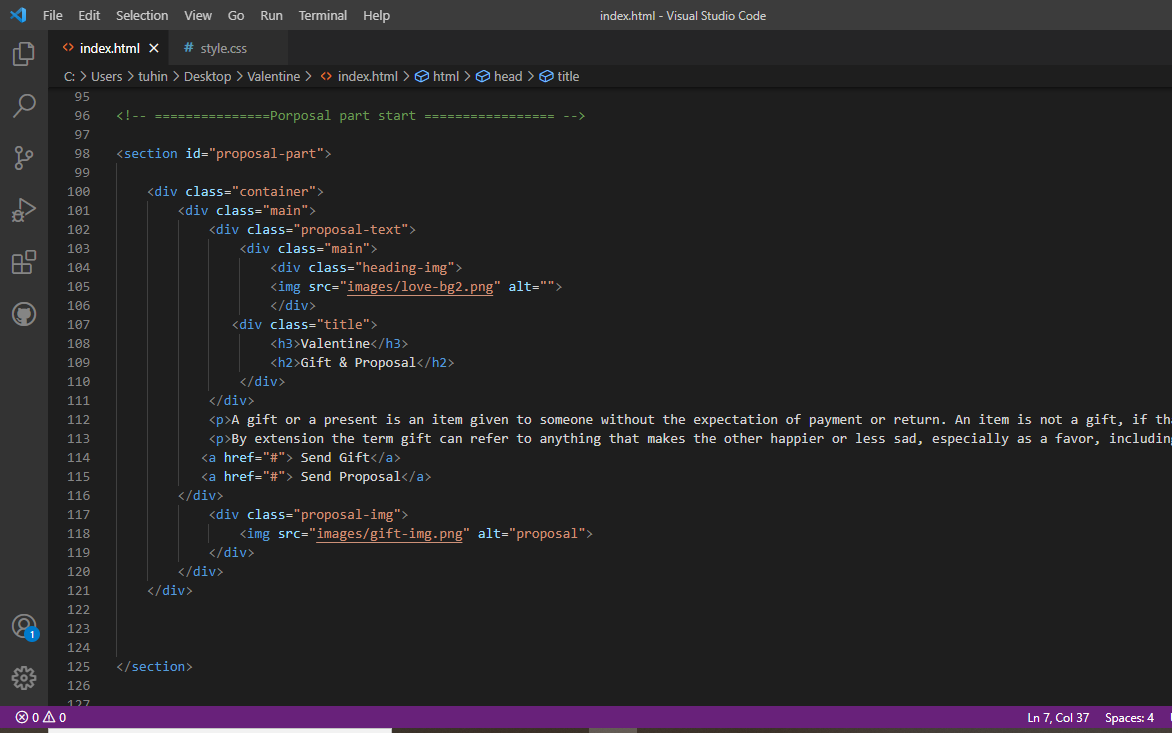 File Edit Selection View Go Run Terminal Help index.html - Visual Studio Code
index.html style.css
C: > Users > tuhin > Desktop > Valentine > index.html > html > head > title
95
96 <!-- ===============Porposal part start ================= -->
97
98 <section id="proposal-part">
99
100 <div class="container">
101 <div class="main">
102 <div class="proposal-text">
103 <div class="main">
104 <div class="heading-img">
105 <img src="images/love-bg2.png" alt="">
106 </div>
107 <div class="title">
108 <h3>Valentine</h3>
109 <h2>Gift & Proposal</h2>
110 </div>
111 </div>
112 <p>A gift or a present is an item given to someone without the expectation of payment or return. An item is not a gift, if th
113 <p>By extension the term gift can refer to anything that makes the other happier or less sad, especially as a favor, including
114 <a href="#"> Send Gift</a>
115 <a href="#"> Send Proposal</a>
116 </div>
117 <div class="proposal-img">
118 <img src="images/gift-img.png" alt="proposal">
119 </div>
120 </div>
121 </div>
122
123
124
125 </section>
126
127
1
0 0 Ln 7, Col 37 Spaces: 4